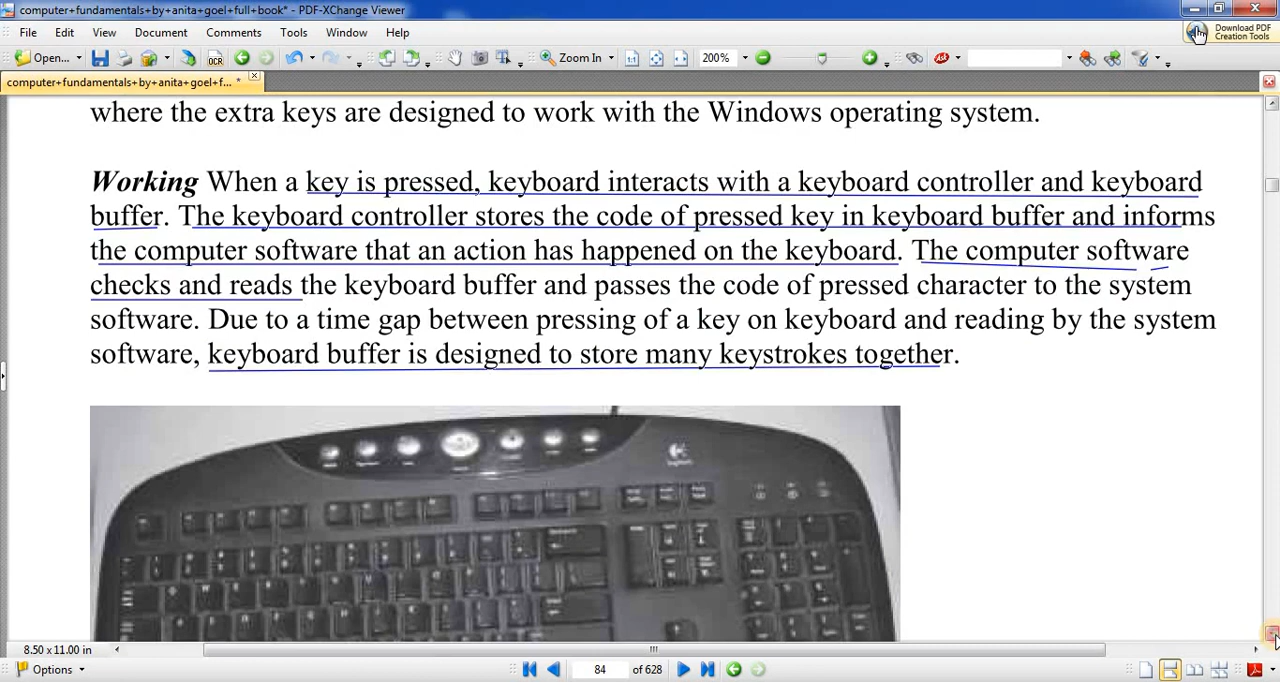 computer+fundamentals+by+anita+goel+full+book* - PDF-XChange Viewer
File Edit View Document Comments Tools Window Help
Download PDF
Creation Tools
Open... OCR Zoom In 200%
computer+fundamentals+by+anita+goel+f... *
where the extra keys are designed to work with the Windows operating system.
Working When a key is pressed, keyboard interacts with a keyboard controller and keyboard
buffer. The keyboard controller stores the code of pressed key in keyboard buffer and informs
the computer software that an action has happened on the keyboard. The computer software
checks and reads the keyboard buffer and passes the code of pressed character to the system
software. Due to a time gap between pressing of a key on keyboard and reading by the system
software, keyboard buffer is designed to store many keystrokes together.
8.50 x 11.00 in
Options 84 of 628